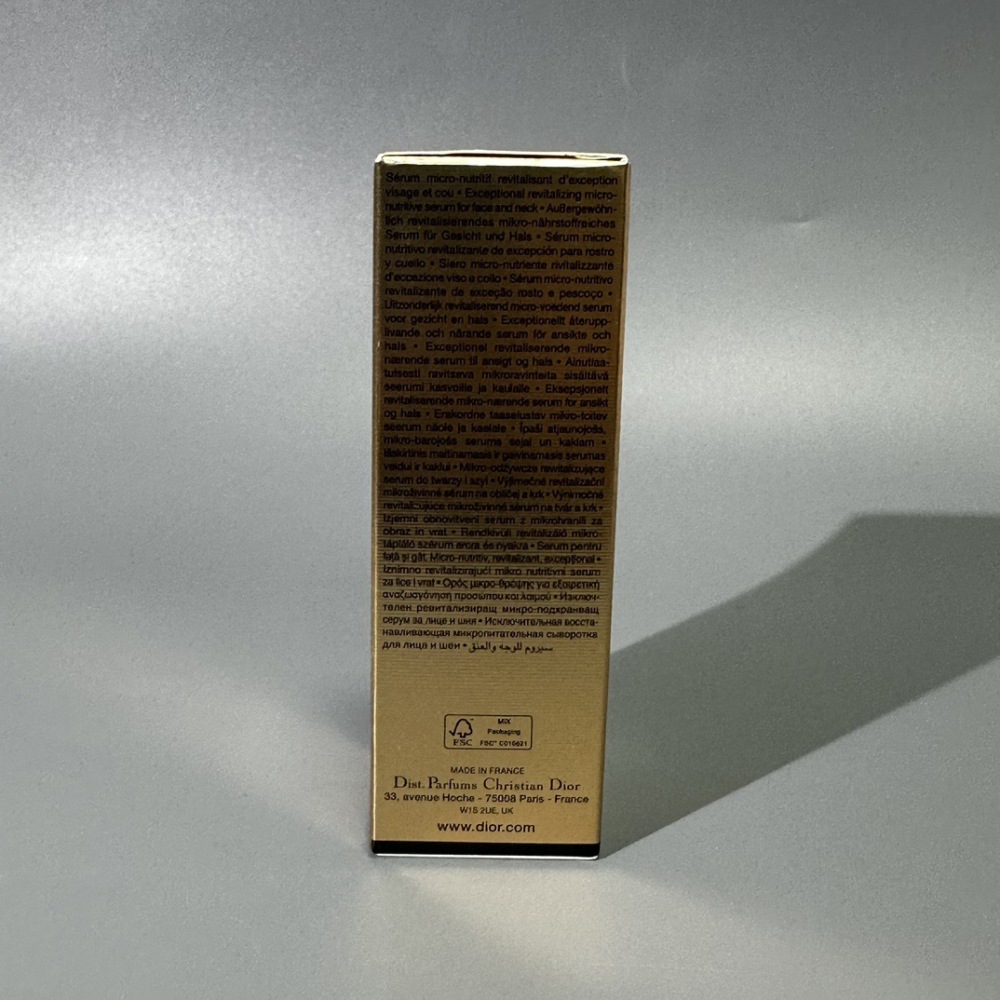 Sérum micro-nutritif revitalisant d'exception
visage et cou • Exceptional revitalizing micro-
nutritive serum for face and neck • Außergewöhn-
lich revitalisierendes mikro-nährstoffreiches
Serum für Gesicht und Hals • Sérum micro-
nutritivo revitalizante de excepción para rostro
y cuello • Siero micro-nutriente rivitalizzante
d'eccezione viso e collo • Sérum micro-nutritivo
revitalizante de exceção rosto e pescoço •
Uitzonderlijk revitaliserend micro-voedend serum
voor gezicht en hals • Exceptionellt återupp-
livande och närande serum för ansikte och
hals • Exceptionel revitaliserende mikro-
nærende serum til ansigt og hals • Ainutlaa-
tuisesti revitsava mikroravinteita sisältävä
seerumi kasvoille ja kaulalle • Eksepsjonelt
revitaliserende mikro-nærende serum for ansikt
og hals • Erakordne taaselustav mikro-toitev
seerum näole ja kaelale • Īpaši atjaunojošs,
mikro-barojošs serums sejai un kaklam •
Išskirtinis maitinamasis ir gaivinamasis serumas
veidui ir kaklui • Mikro-odżywcze rewitalizujące
serum do twarzy i szyi • Výjimečné revitalizační
mikroživinné sérum na obličej a krk • Výnimočné
revitalizujúce mikroživinné sérum na tvár a krk •
Izjemni obnovitveni serum z mikrohranili za
obraz in vrat • Rendkívüli revitalizáló mikro-
tápláló szérum arcra és nyakra • Serum pentru
față și gât. Micro-nutritiv, revitalizant, excepțional •
Iznimno revitalizirajući mikro nutritivni serum
za lice i vrat • Ορός μικρο-θρέψης για εξαιρετική
αναζωογόνηση προσώπου και λαιμού • Изключи-
телен ревитализиращ микро-подхранващ
серум за лице и шия • Исключительная восста-
навливающая микропитательная сыворотка
для лица и шеи • سيروم للوجه والعنق
FSC
MIX
Packaging
FSC™ C016621
MADE IN FRANCE
Dist. Parfums Christian Dior
33, avenue Hoche - 75008 Paris - France
W1S 2UE, UK
www.dior.com